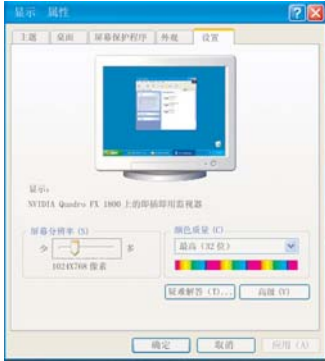 显示 属性
主题 桌面 屏幕保护程序 外观 设置
显示:
NVIDIA Quadro FX 1800 上的即插即用监视器
屏幕分辨率 (S)
少 多
1024X768 像素
颜色质量 (C)
最高 (32 位)
疑难解答 (T)... 高级 (V)
确定 取消 应用 (A)